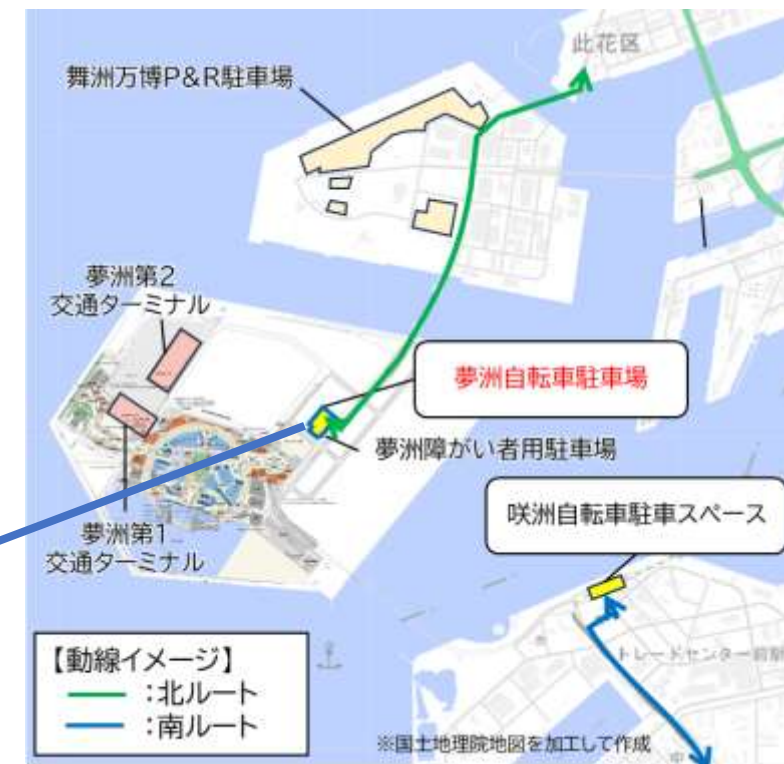 此花区
舞洲万博P&R駐車場
夢洲第2
交通ターミナル
夢洲自転車駐車場
夢洲障がい者用駐車場
咲洲自転車駐車スペース
夢洲第1
交通ターミナル
トレードセンター前駅
【動線イメージ】
:北ルート
:南ルート
※国土地理院地図を加工して作成